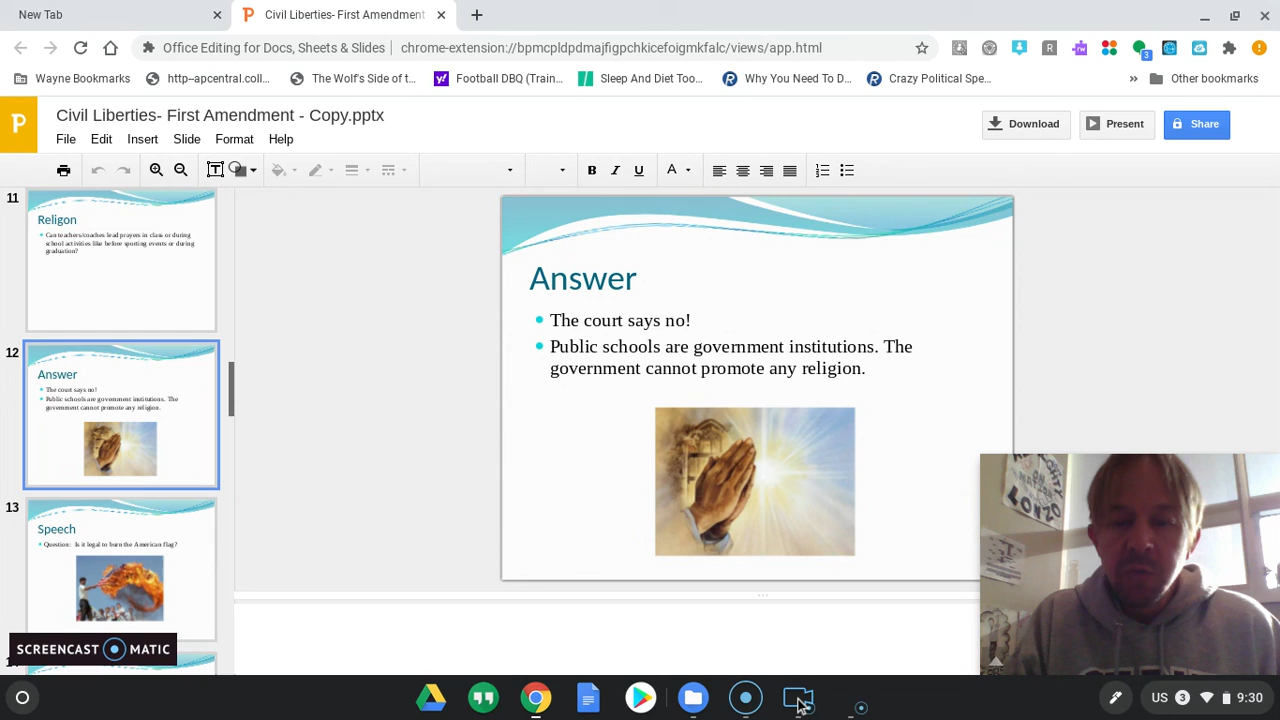 New Tab
Civil Liberties- First Amendment
Office Editing for Docs, Sheets & Slides
chrome-extension://bpmcpldpdmajfigpchkicefoigmkfalc/views/app.html
3
Wayne Bookmarks
http--apcentral.coll...
The Wolf's Side of t...
Football DBQ (Train...
Sleep And Diet Too...
Why You Need To D...
Crazy Political Spe...
»
Other bookmarks
Civil Liberties- First Amendment - Copy.pptx
File
Edit
Insert
Slide
Format
Help
Download
Present
Share
B
I
U
A
11
Religon
Can teachers/coaches lead prayers in class or during
school activities like before sporting events or during
graduation?
12
Answer
The court says no!
Public schools are government institutions. The
government cannot promote any religion.
13
Speech
Question: Is it legal to burn the American flag?
Answer
The court says no!
Public schools are government institutions. The
government cannot promote any religion.
LONZO
SCREENCAST MATIC
US
3
9:30